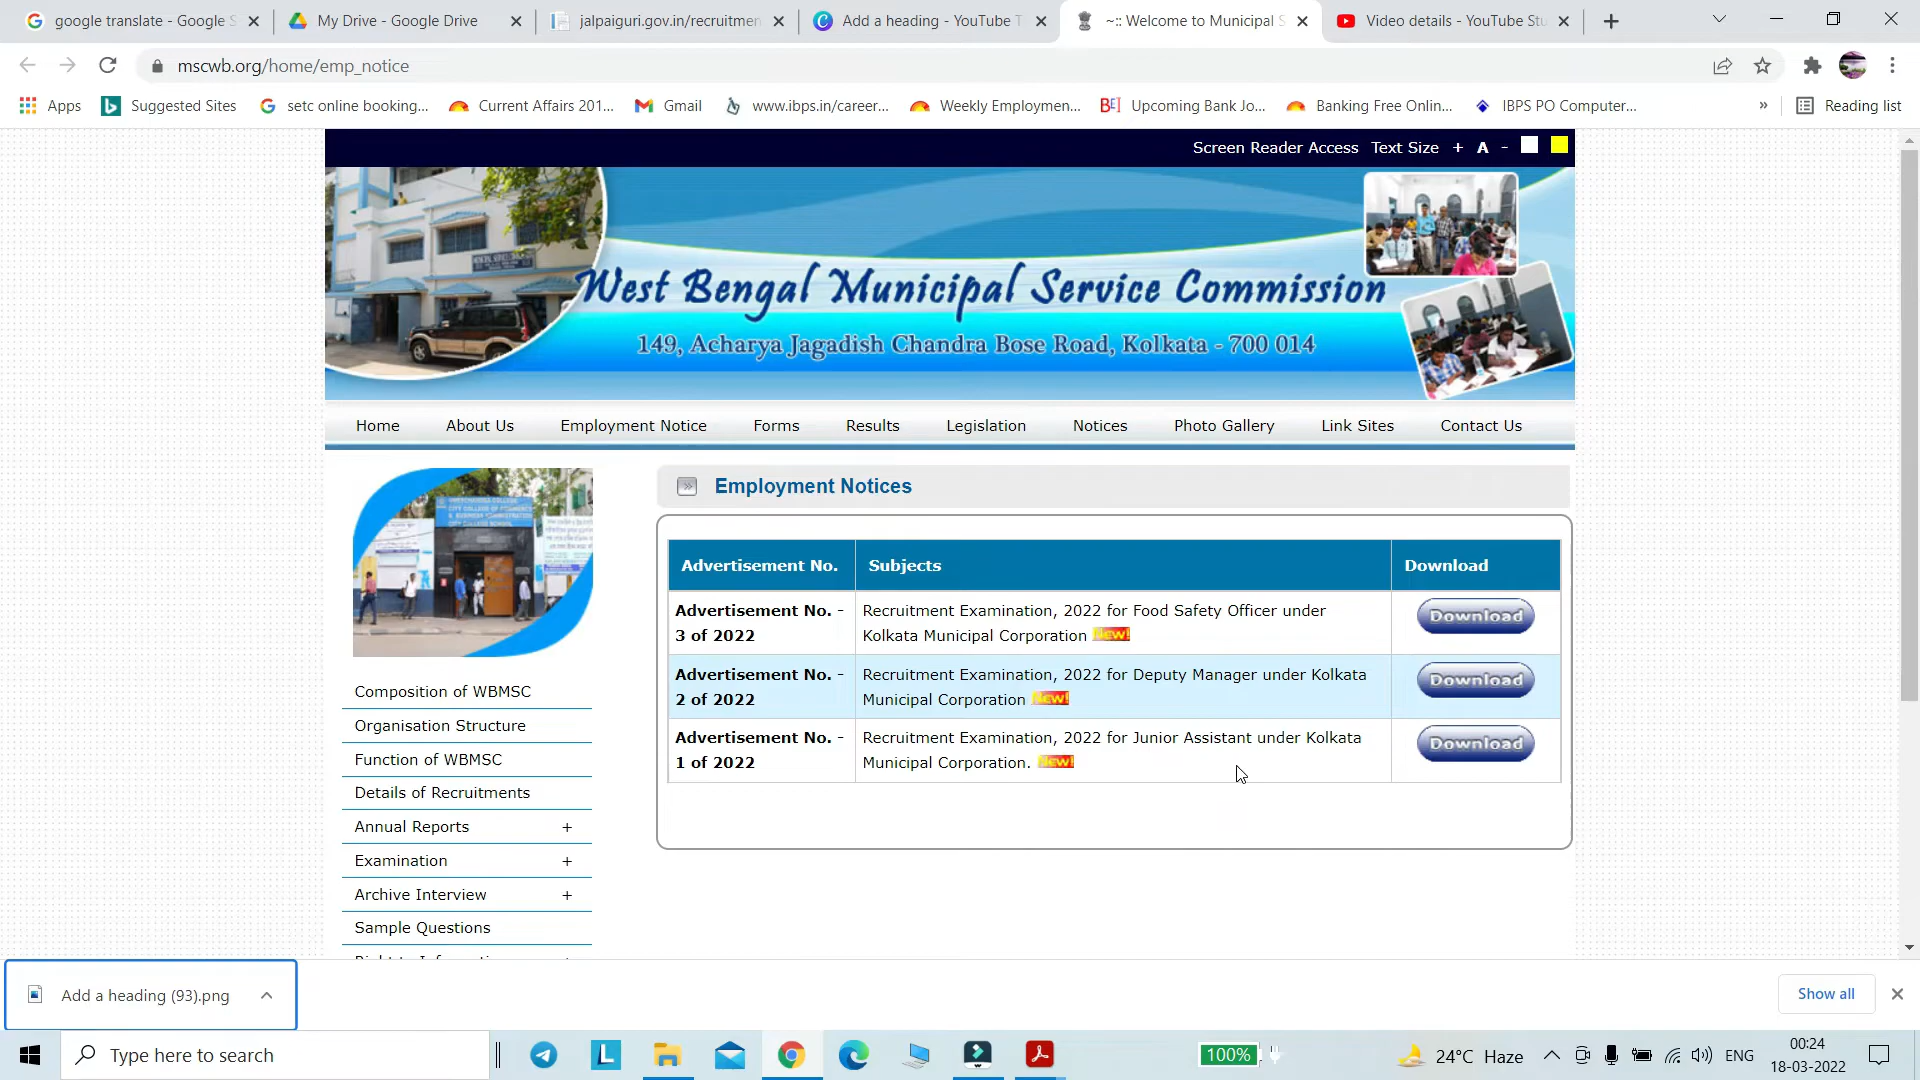 google translate - Google S
My Drive - Google Drive
jalpaiguri.gov.in/recruitmen
Add a heading - YouTube T
~:: Welcome to Municipal S
Video details - YouTube Stu
mscwb.org/home/emp_notice
Apps
Suggested Sites
setc online booking...
Current Affairs 201...
Gmail
www.ibps.in/career...
Weekly Employmen...
Upcoming Bank Jo...
Banking Free Onlin...
IBPS PO Computer...
»
Reading list
Screen Reader Access Text Size + A -
West Bengal Municipal Service Commission
149, Acharya Jagadish Chandra Bose Road, Kolkata - 700 014
Home
About Us
Employment Notice
Forms
Results
Legislation
Notices
Photo Gallery
Link Sites
Contact Us
Composition of WBMSC
Organisation Structure
Function of WBMSC
Details of Recruitments
Annual Reports +
Examination +
Archive Interview +
Sample Questions
Employment Notices
Advertisement No. Subjects Download
Advertisement No. -
3 of 2022
Recruitment Examination, 2022 for Food Safety Officer under
Kolkata Municipal Corporation New!
Download
Advertisement No. -
2 of 2022
Recruitment Examination, 2022 for Deputy Manager under Kolkata
Municipal Corporation New!
Download
Advertisement No. -
1 of 2022
Recruitment Examination, 2022 for Junior Assistant under Kolkata
Municipal Corporation. New!
Download
Add a heading (93).png
Show all
Type here to search
100%
24°C Haze
ENG
00:24
18-03-2022